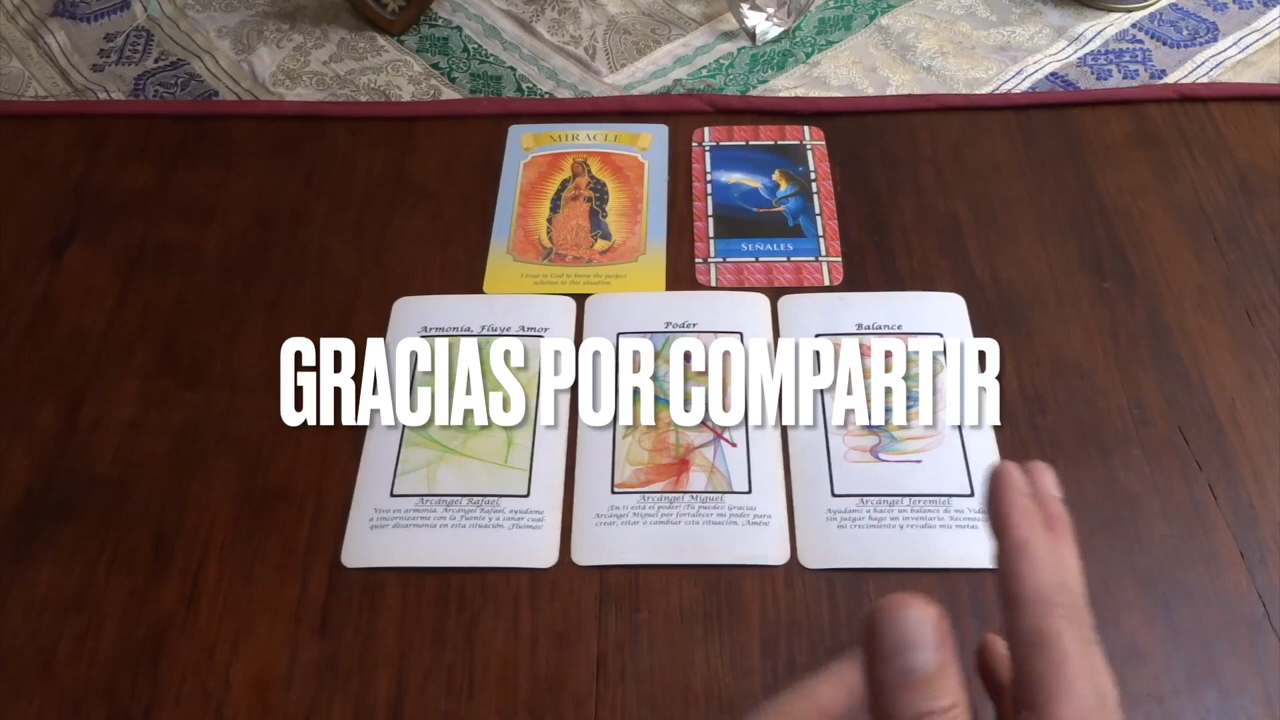 MIRACLE
I trust in God to know the perfect
solution to this situation.
SEÑALES
Armonía, Fluye Amor
Arcángel Rafael:
Vivo en armonía. Arcángel Rafael, ayúdame
a sincornizarme con la Fuente y a sanar cual-
quier disarmonía en esta situación. ¡Fluimos!
Poder
Arcángel Miguel:
¡En ti está el poder! ¡Tú puedes! Gracias
Arcángel Miguel por fortalecer mi poder para
crear, estar o cambiar esta situación. ¡Amén!
Balance
Arcángel Jeremiel:
Ayúdame a hacer un balance de mi Vida.
Sin juzgar hago un inventario. Reconozco
mi crecimiento y revalúo mis metas.
GRACIAS POR COMPARTIR